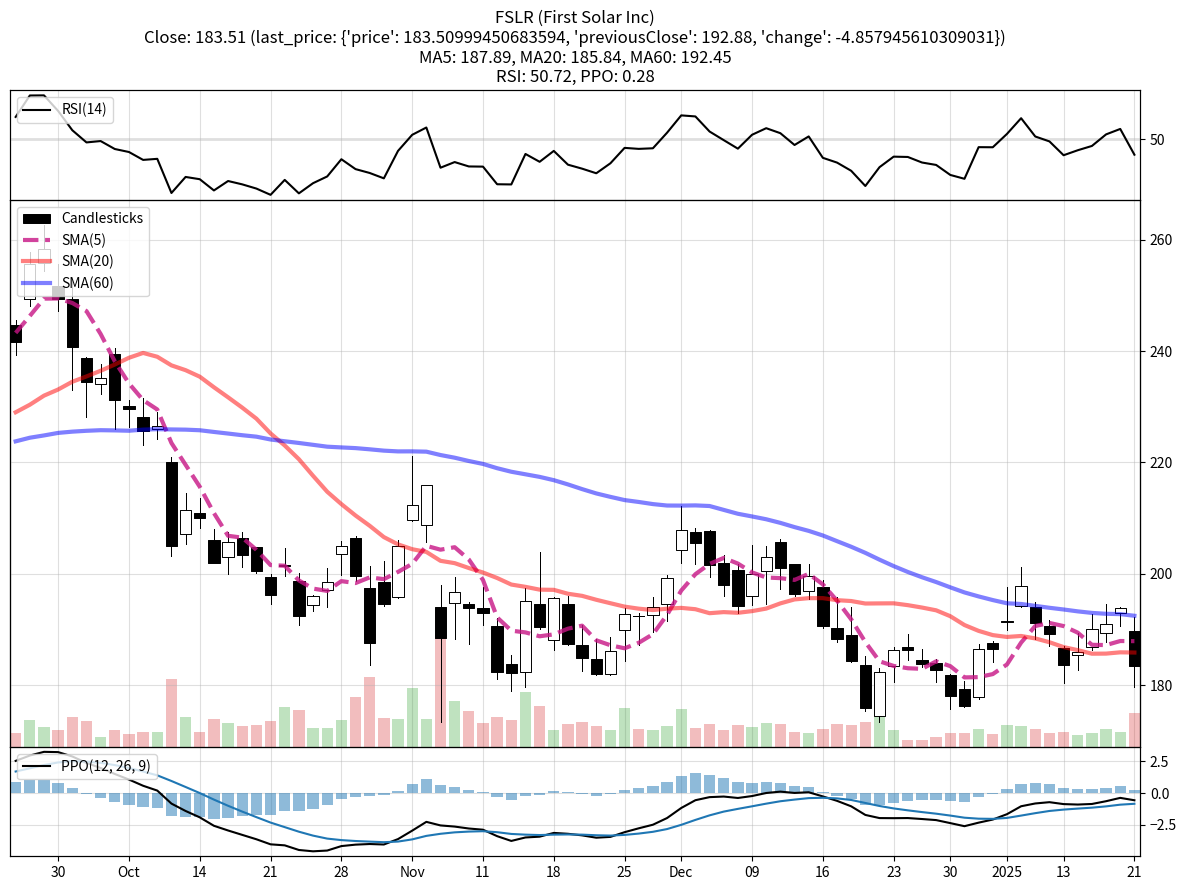 FSLR (First Solar Inc)
Close: 183.51 (last_price: {'price': 183.50999450683594, 'previousClose': 192.88, 'change': -4.857945610309031})
MA5: 187.89, MA20: 185.84, MA60: 192.45
RSI: 50.72, PPO: 0.28
RSI(14)
50
Candlesticks
SMA(5)
SMA(20)
SMA(60)
260
240
220
200
180
PPO(12, 26, 9)
2.5
0.0
−2.5
30 Oct 14 21 28 Nov 11 18 25 Dec 09 16 23 30 2025 13 21